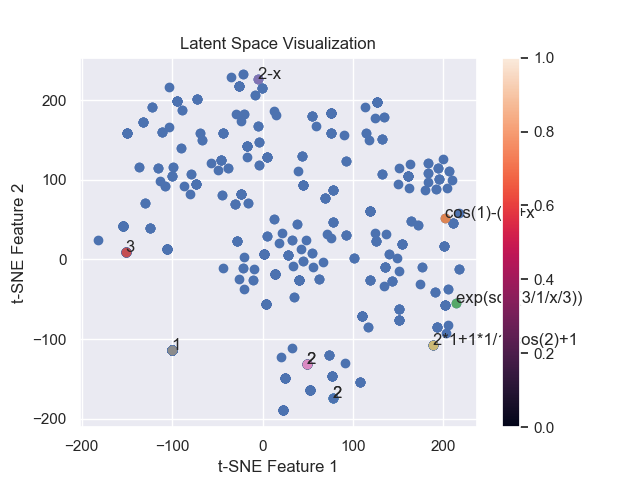 Latent Space Visualization
2-x
cos(1)-( +x
3
exp(s 3/1/x/3))
2*1+1*1/ os(2)+1
1
2
2
200
100
0
−100
−200
−200
−100
0
100
200
t-SNE Feature 1
t-SNE Feature 2
1.0
0.8
0.6
0.4
0.2
0.0